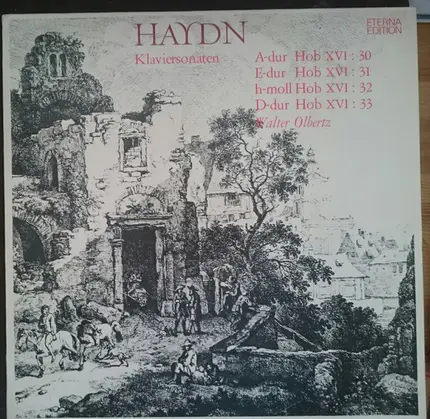 HAYDN
Klaviersonaten
A-dur Hob XVI : 30
E-dur Hob XVI : 31
h-moll Hob XVI : 32
D-dur Hob XVI : 33
Walter Olbertz
ETERNA
EDITION